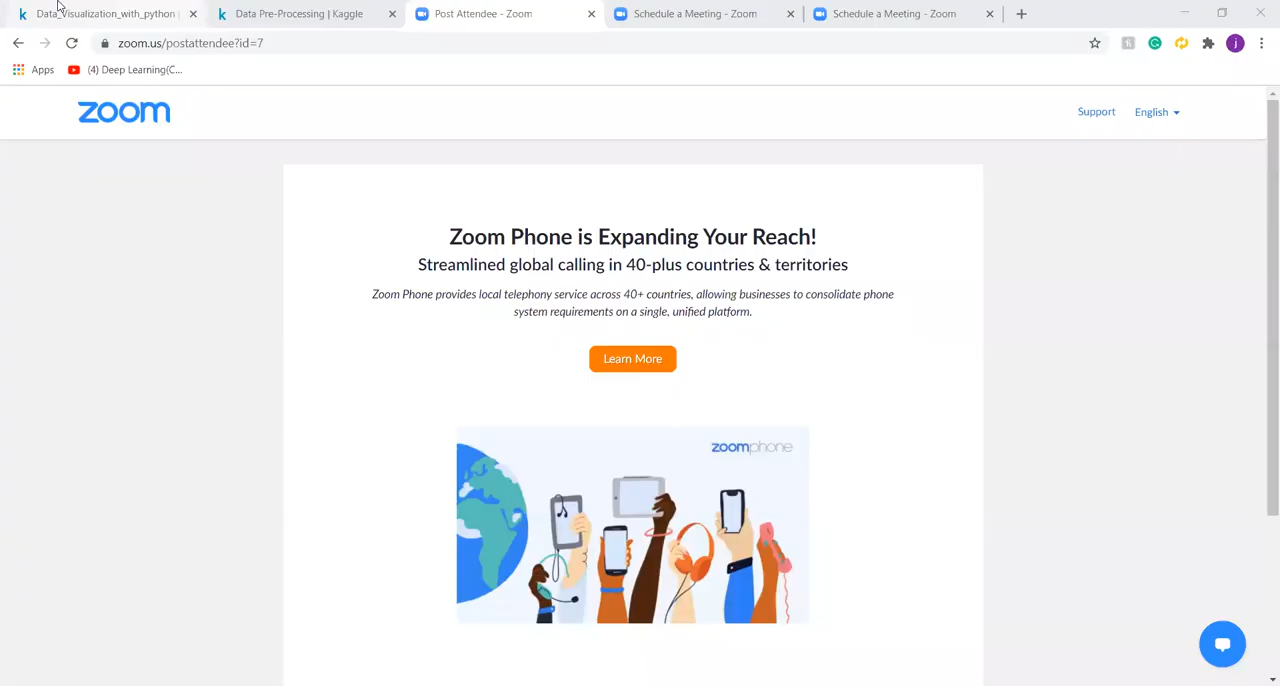 Data_Visualization_with_python |
Data Pre-Processing | Kaggle
Post Attendee - Zoom
Schedule a Meeting - Zoom
Schedule a Meeting - Zoom
zoom.us/postattendee?id=7
j
Apps
(4) Deep Learning(C...
zoom
Support
English
Zoom Phone is Expanding Your Reach!
Streamlined global calling in 40-plus countries & territories
Zoom Phone provides local telephony service across 40+ countries, allowing businesses to consolidate phone
system requirements on a single, unified platform.
Learn More
zoomphone